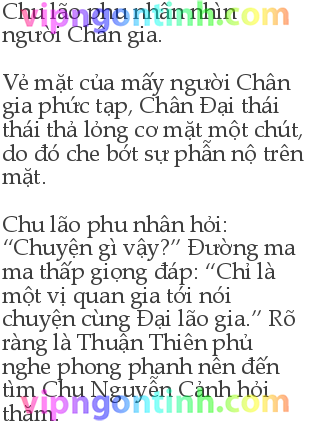 Chu lão phu nhân nhìn
người Chân gia.
Vẻ mặt của mấy người Chân
gia phức tạp, Chân Đại thái
thái thả lỏng cơ mặt một chút,
do đó che bớt sự phẫn nộ trên
mặt.
Chu lão phu nhân hỏi:
“Chuyện gì vậy?” Đường ma
ma thấp giọng đáp: “Chỉ là
một vị quan gia tới nói
chuyện cùng Đại lão gia.” Rõ
ràng là Thuận Thiên phủ
nghe phong phanh nên đến
tìm Chu Nguyễn Cảnh hỏi
thăm.
vipngontinh.com
vipngontinh.com